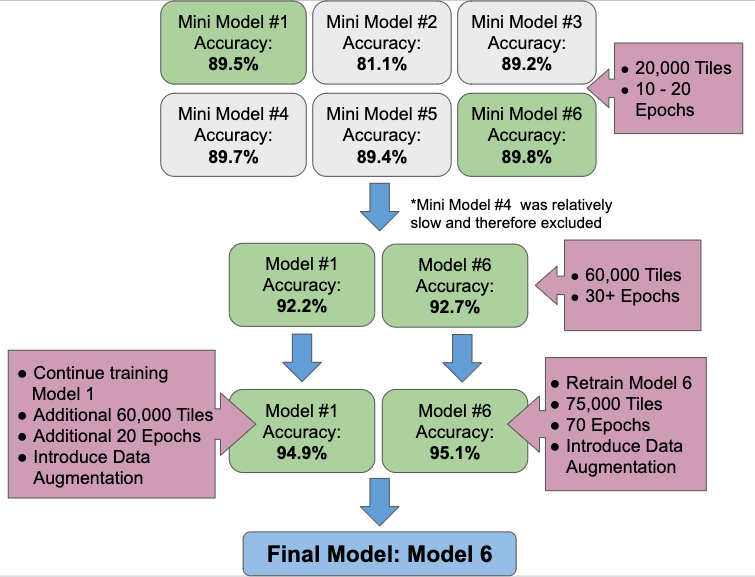 Mini Model #1
Accuracy:
89.5%
Mini Model #2
Accuracy:
81.1%
Mini Model #3
Accuracy:
89.2%
● 20,000 Tiles
● 10 - 20
Epochs
Mini Model #4
Accuracy:
89.7%
Mini Model #5
Accuracy:
89.4%
Mini Model #6
Accuracy:
89.8%
*Mini Model #4 was relatively
slow and therefore excluded
Model #1
Accuracy:
92.2%
Model #6
Accuracy:
92.7%
● 60,000 Tiles
● 30+ Epochs
● Continue training
Model 1
● Additional 60,000 Tiles
● Additional 20 Epochs
● Introduce Data
Augmentation
Model #1
Accuracy:
94.9%
Model #6
Accuracy:
95.1%
● Retrain Model 6
● 75,000 Tiles
● 70 Epochs
● Introduce Data
Augmentation
Final Model: Model 6